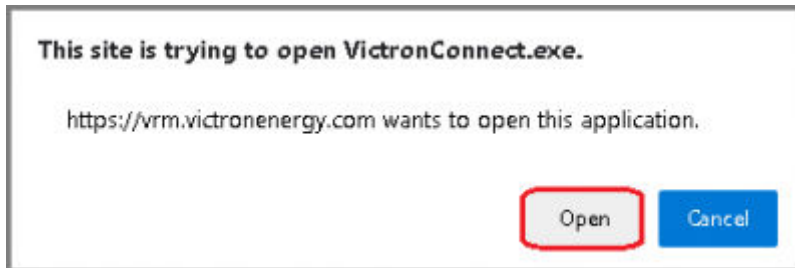 This site is trying to open VictronConnect.exe.
https://vrm.victronenergy.com wants to open this application.
Open Cancel